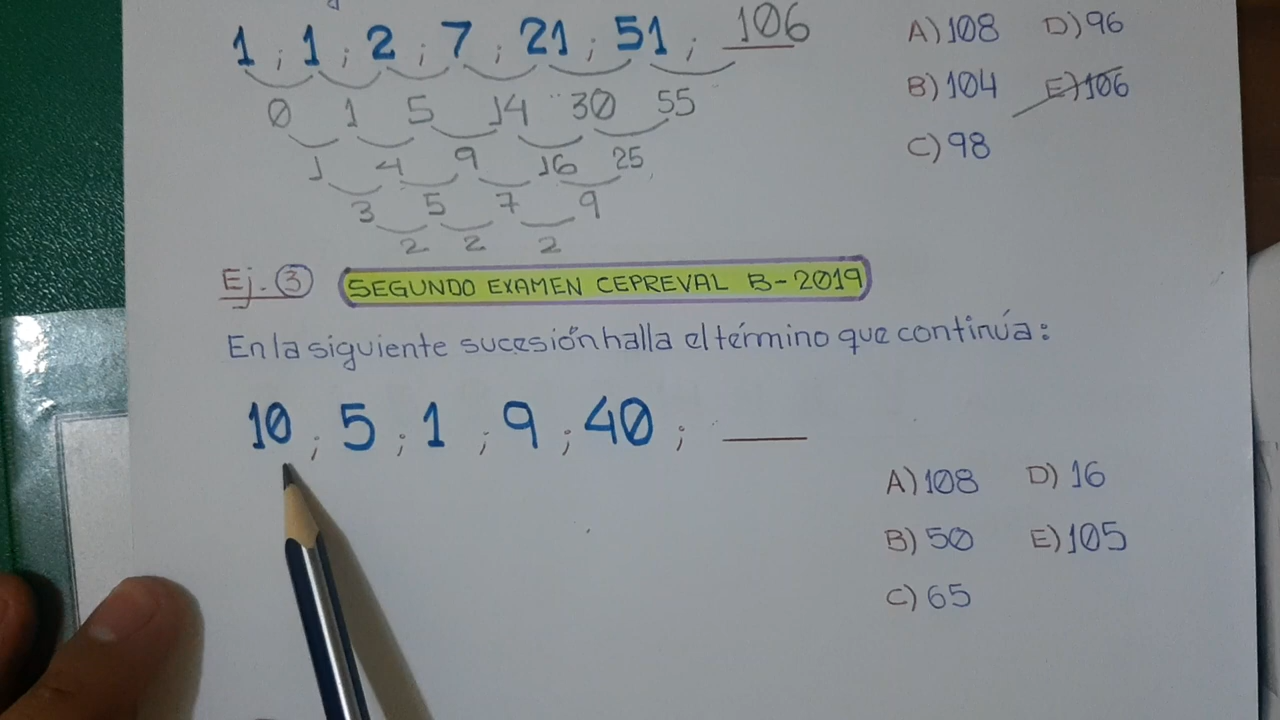 1 ; 1 ; 2 ; 7 ; 21 ; 51 ; 106
0 1 5 14 30 55
1 4 9 16 25
3 5 7 9
2 2 2
A) 108 D) 96
B) 104 E) 106
C) 98
Ej. 3 SEGUNDO EXAMEN CEPREVAL B-2019
En la siguiente sucesión halla el término que continúa:
10 ; 5 ; 1 ; 9 ; 40 ; ___
A) 108 D) 16
B) 50 E) 105
C) 65